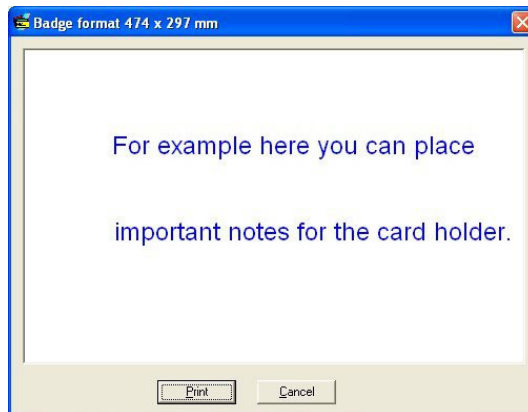 Badge format 474 x 297 mm
For example here you can place
important notes for the card holder.
Print
Cancel